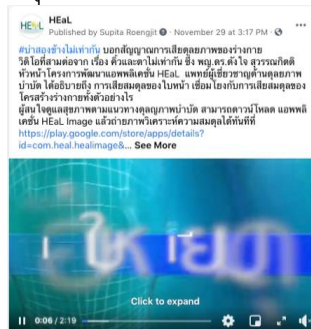 HEaL
Published by Supita Roengjit · November 29 at 3:17 PM ·
#บ่าสองข้างไม่เท่ากัน บอกสัญญาณการเสียดุลยภาพของร่างกาย
วิดิโอที่สามต่อจาก เรื่อง คิ้วและตาไม่เท่ากัน ซึ่ง พญ.ดร.ดังใจ สุวรรณกิตติ
หัวหน้าโครงการพัฒนาแอพพลิเคชั่น HEaL แพทย์ผู้เชี่ยวชาญด้านดุลยภาพ
บำบัด ได้อธิบายถึง การเสียสมดุลของใบหน้า เชื่อมโยงกับการเสียสมดุลของ
โครงสร้างร่างกายทั้งตัวอย่างไร
ผู้สนใจดูแลสุขภาพตามแนวทางดุลยภาพบำบัด สามารถดาวน์โหลด แอพพลิ
เคชั่น HEaL Image แล้วถ่ายภาพวิเคราะห์ความสมดุลได้ทันทีที่
https://play.google.com/store/apps/details?
id=com.heal.healimage&... See More
Click to expand
0:06 / 2:19